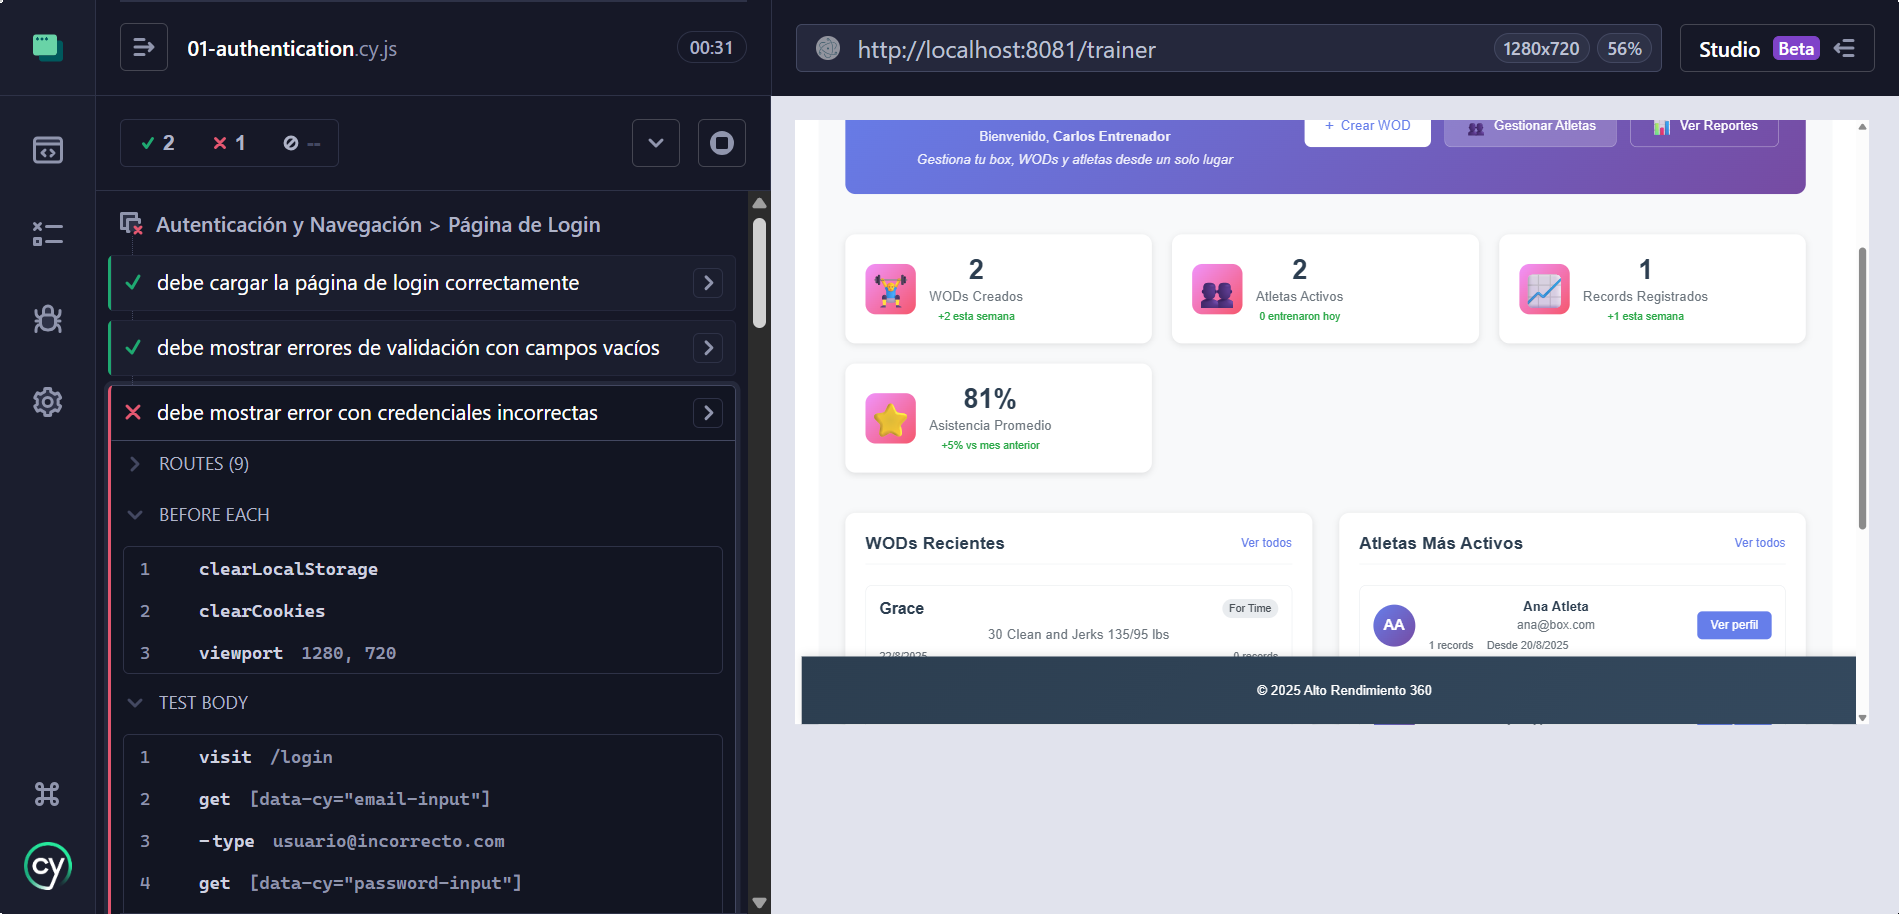 01-authentication.cy.js
00:31
2
1
--
Autenticación y Navegación > Página de Login
debe cargar la página de login correctamente
debe mostrar errores de validación con campos vacíos
debe mostrar error con credenciales incorrectas
ROUTES (9)
BEFORE EACH
1 clearLocalStorage
2 clearCookies
3 viewport 1280, 720
TEST BODY
1 visit /login
2 get [data-cy="email-input"]
3 -type usuario@incorrecto.com
4 get [data-cy="password-input"]
cy
http://localhost:8081/trainer
1280x720
56%
Studio Beta
Bienvenido, Carlos Entrenador
Gestiona tu box, WODs y atletas desde un solo lugar
+ Crear WOD
Gestionar Atletas
Ver Reportes
2
WODs Creados
+2 esta semana
2
Atletas Activos
0 entrenaron hoy
1
Records Registrados
+1 esta semana
81%
Asistencia Promedio
+5% vs mes anterior
WODs Recientes
Ver todos
Grace
For Time
30 Clean and Jerks 135/95 lbs
22/8/2025
0 records
Atletas Más Activos
Ver todos
AA
Ana Atleta
ana@box.com
1 records Desde 20/8/2025
Ver perfil
© 2025 Alto Rendimiento 360